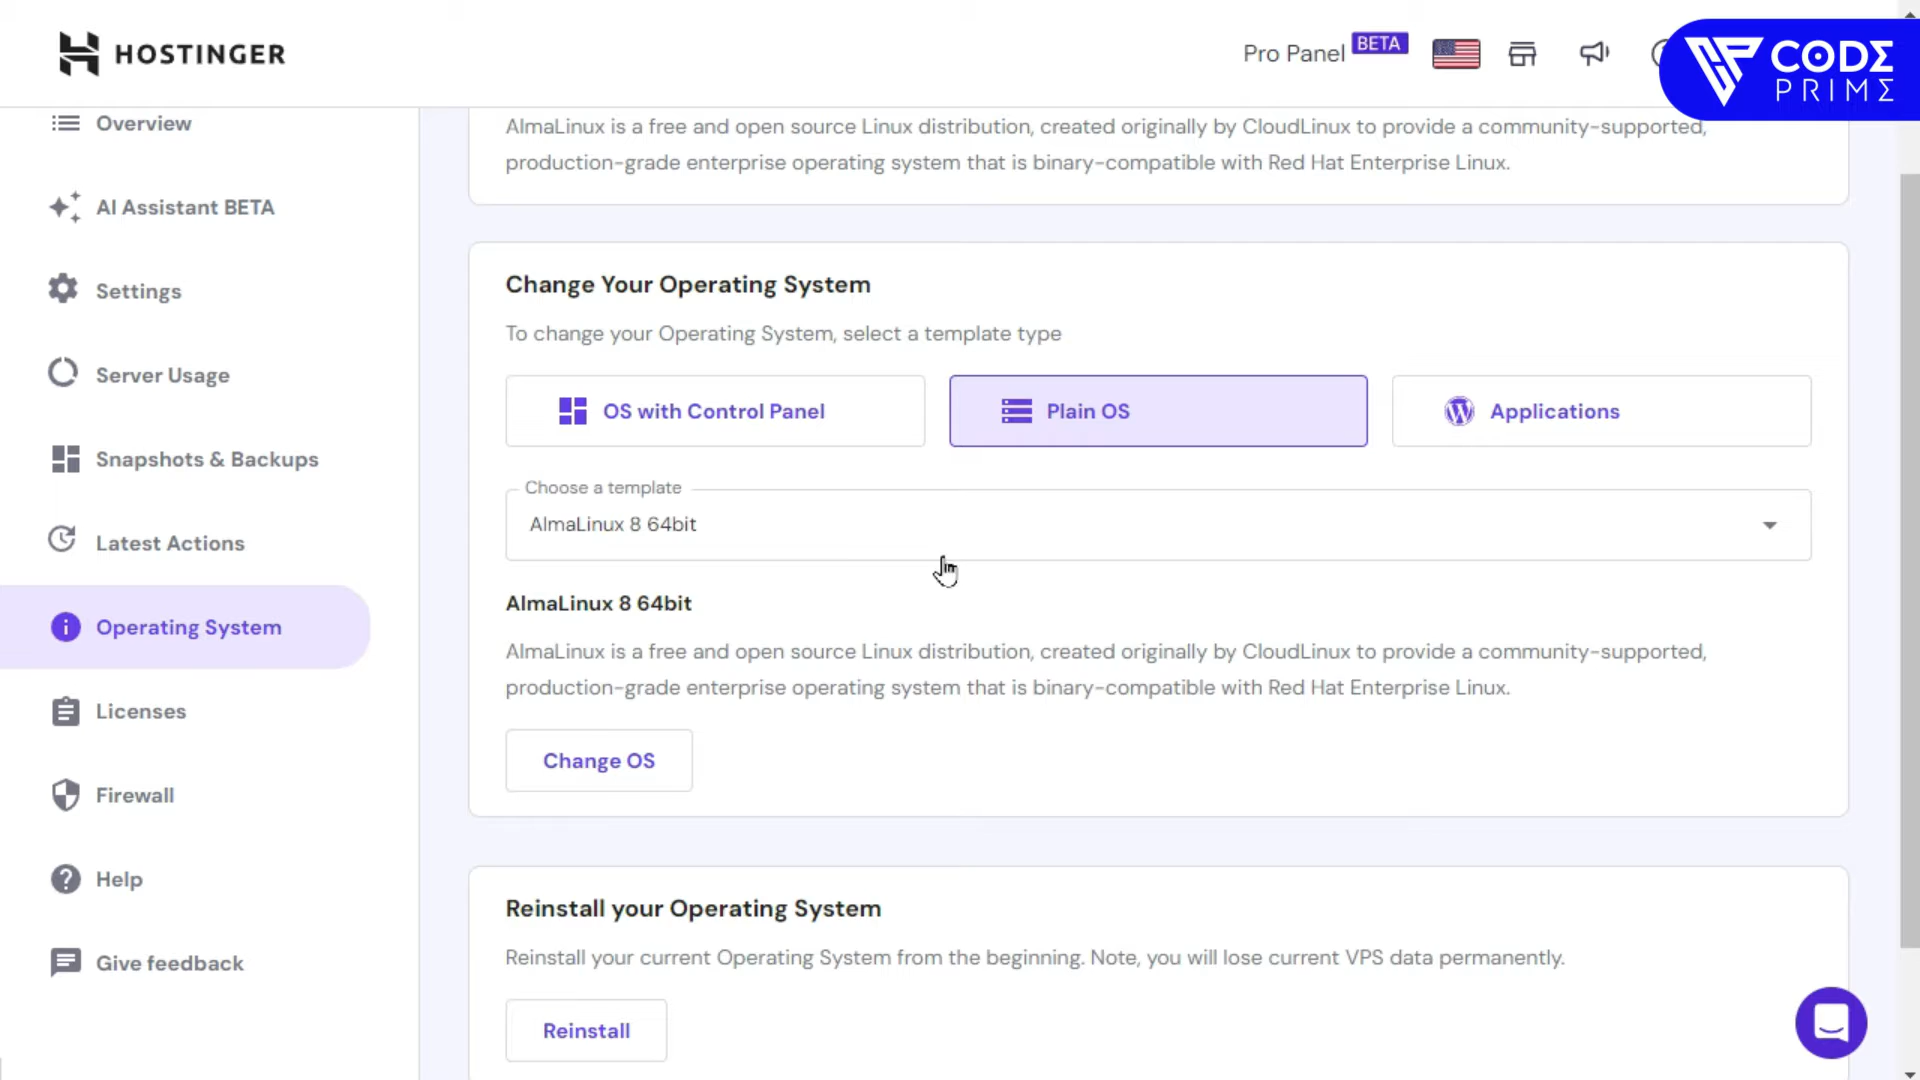 HOSTINGER
Pro Panel BETA
CODE
PRIME
Overview
AI Assistant BETA
Settings
Server Usage
Snapshots & Backups
Latest Actions
Operating System
Licenses
Firewall
Help
Give feedback
AlmaLinux is a free and open source Linux distribution, created originally by CloudLinux to provide a community-supported,
production-grade enterprise operating system that is binary-compatible with Red Hat Enterprise Linux.
Change Your Operating System
To change your Operating System, select a template type
OS with Control Panel
Plain OS
Applications
Choose a template
AlmaLinux 8 64bit
AlmaLinux 8 64bit
AlmaLinux is a free and open source Linux distribution, created originally by CloudLinux to provide a community-supported,
production-grade enterprise operating system that is binary-compatible with Red Hat Enterprise Linux.
Change OS
Reinstall your Operating System
Reinstall your current Operating System from the beginning. Note, you will lose current VPS data permanently.
Reinstall